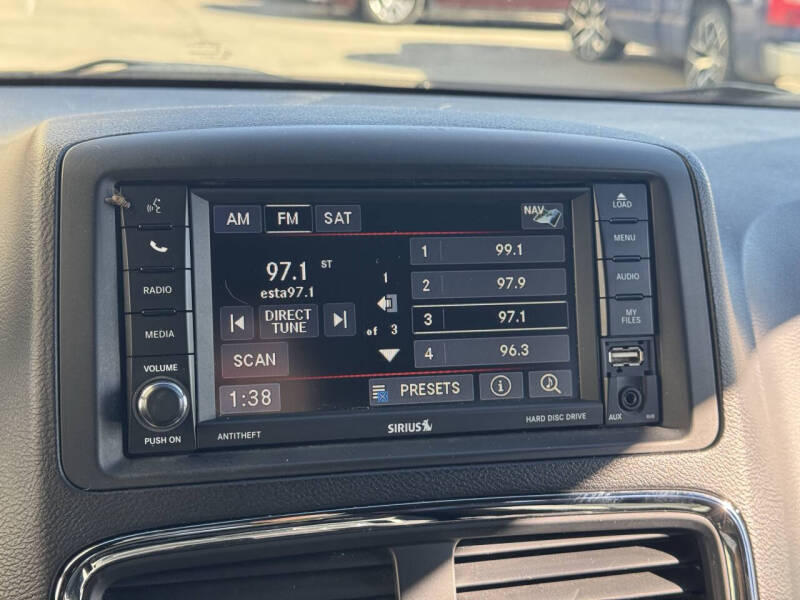 AM FM SAT NAV
97.1 ST
esta97.1
DIRECT
TUNE
SCAN
1:38
1
of 3
1 99.1
2 97.9
3 97.1
4 96.3
PRESETS
i
RADIO
MEDIA
VOLUME
PUSH ON
ANTITHEFT
SIRIUS
HARD DISC DRIVE
LOAD
MENU
AUDIO
MY
FILES
AUX